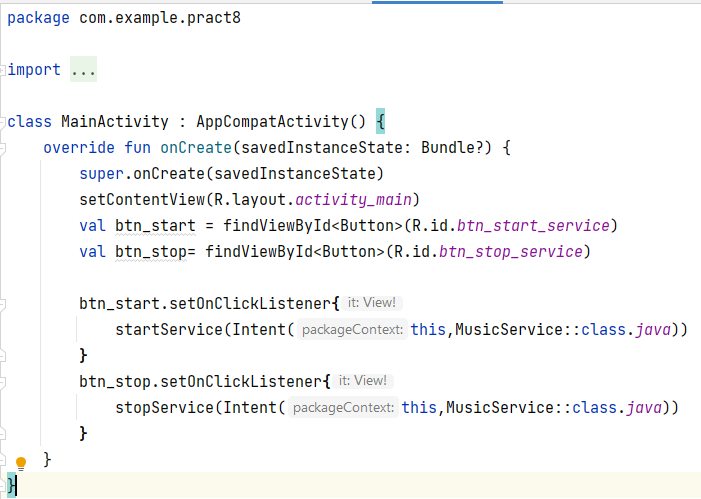 package com.example.pract8
import ...
class MainActivity : AppCompatActivity() {
override fun onCreate(savedInstanceState: Bundle?) {
super.onCreate(savedInstanceState)
setContentView(R.layout.activity_main)
val btn_start = findViewById<Button>(R.id.btn_start_service)
val btn_stop= findViewById<Button>(R.id.btn_stop_service)
btn_start.setOnClickListener{ it: View!
startService(Intent( packageContext: this,MusicService::class.java))
}
btn_stop.setOnClickListener{ it: View!
stopService(Intent( packageContext: this,MusicService::class.java))
}
}
}